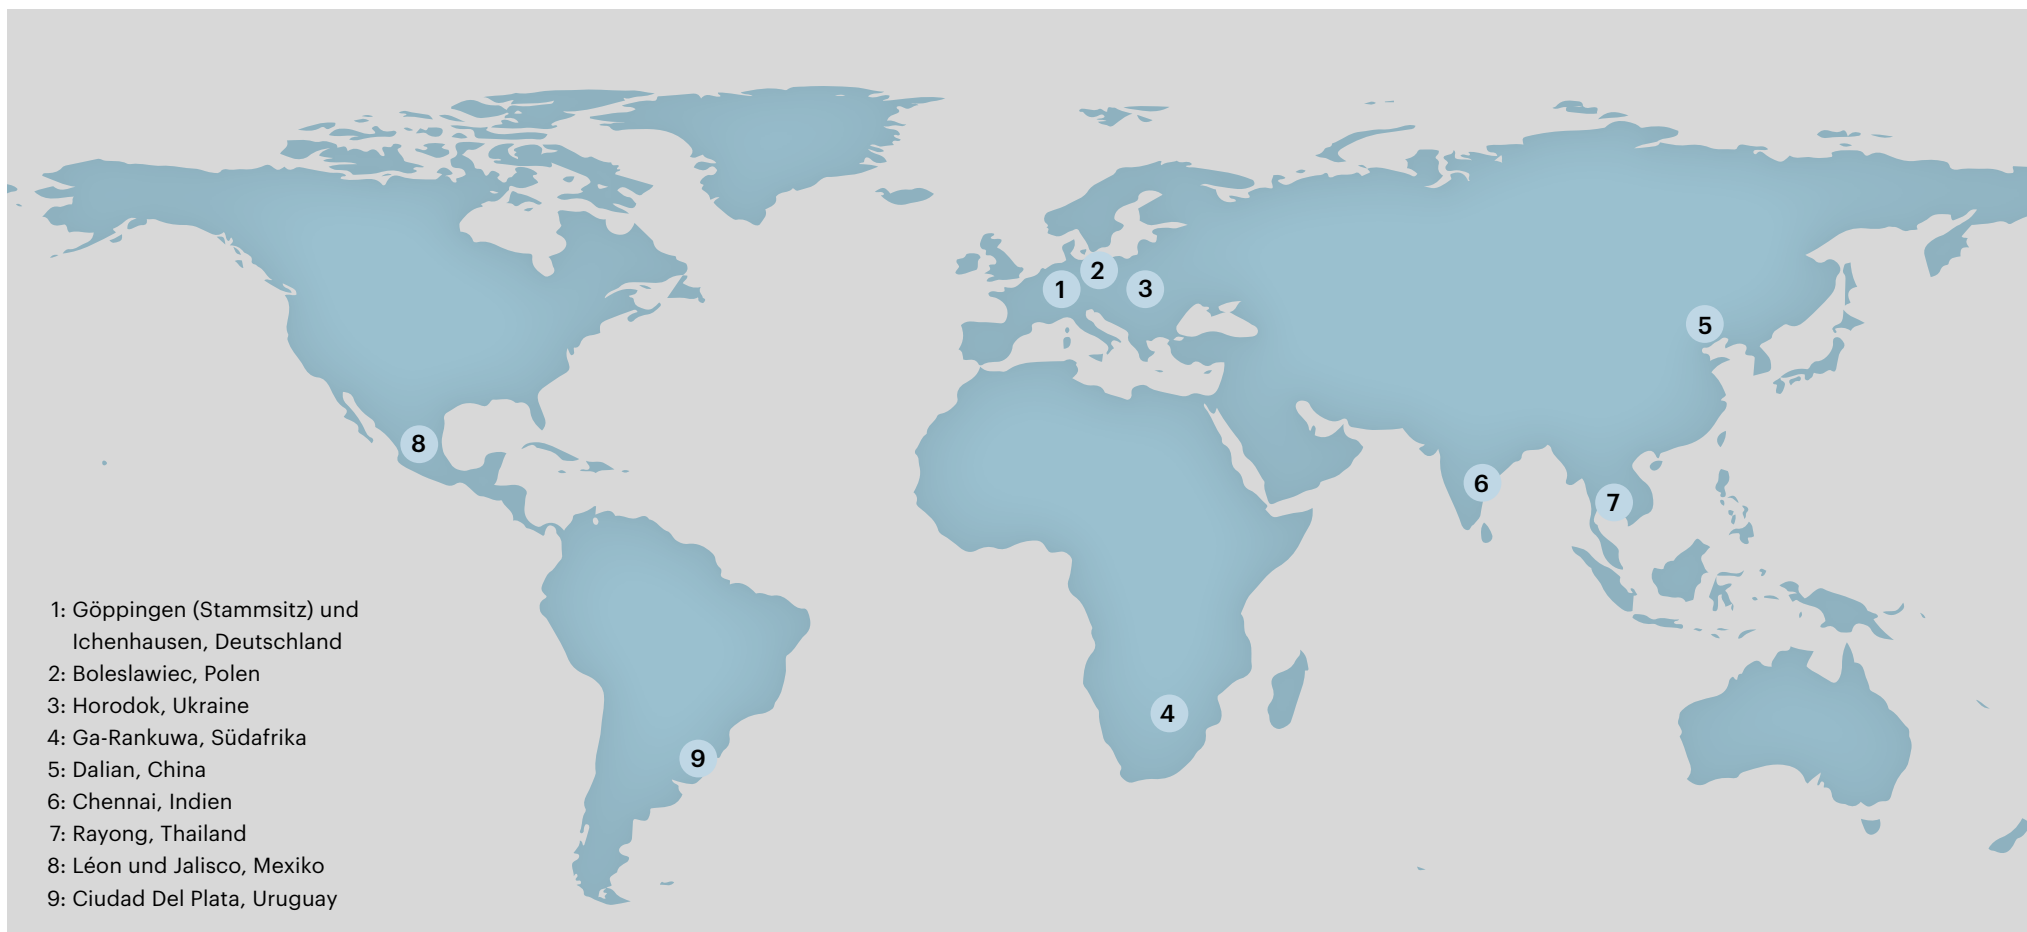 1
2
3
4
5
6
7
8
9
1: Göppingen (Stammsitz) und
Ichenhausen, Deutschland
2: Boleslawiec, Polen
3: Horodok, Ukraine
4: Ga-Rankuwa, Südafrika
5: Dalian, China
6: Chennai, Indien
7: Rayong, Thailand
8: Léon und Jalisco, Mexiko
9: Ciudad Del Plata, Uruguay